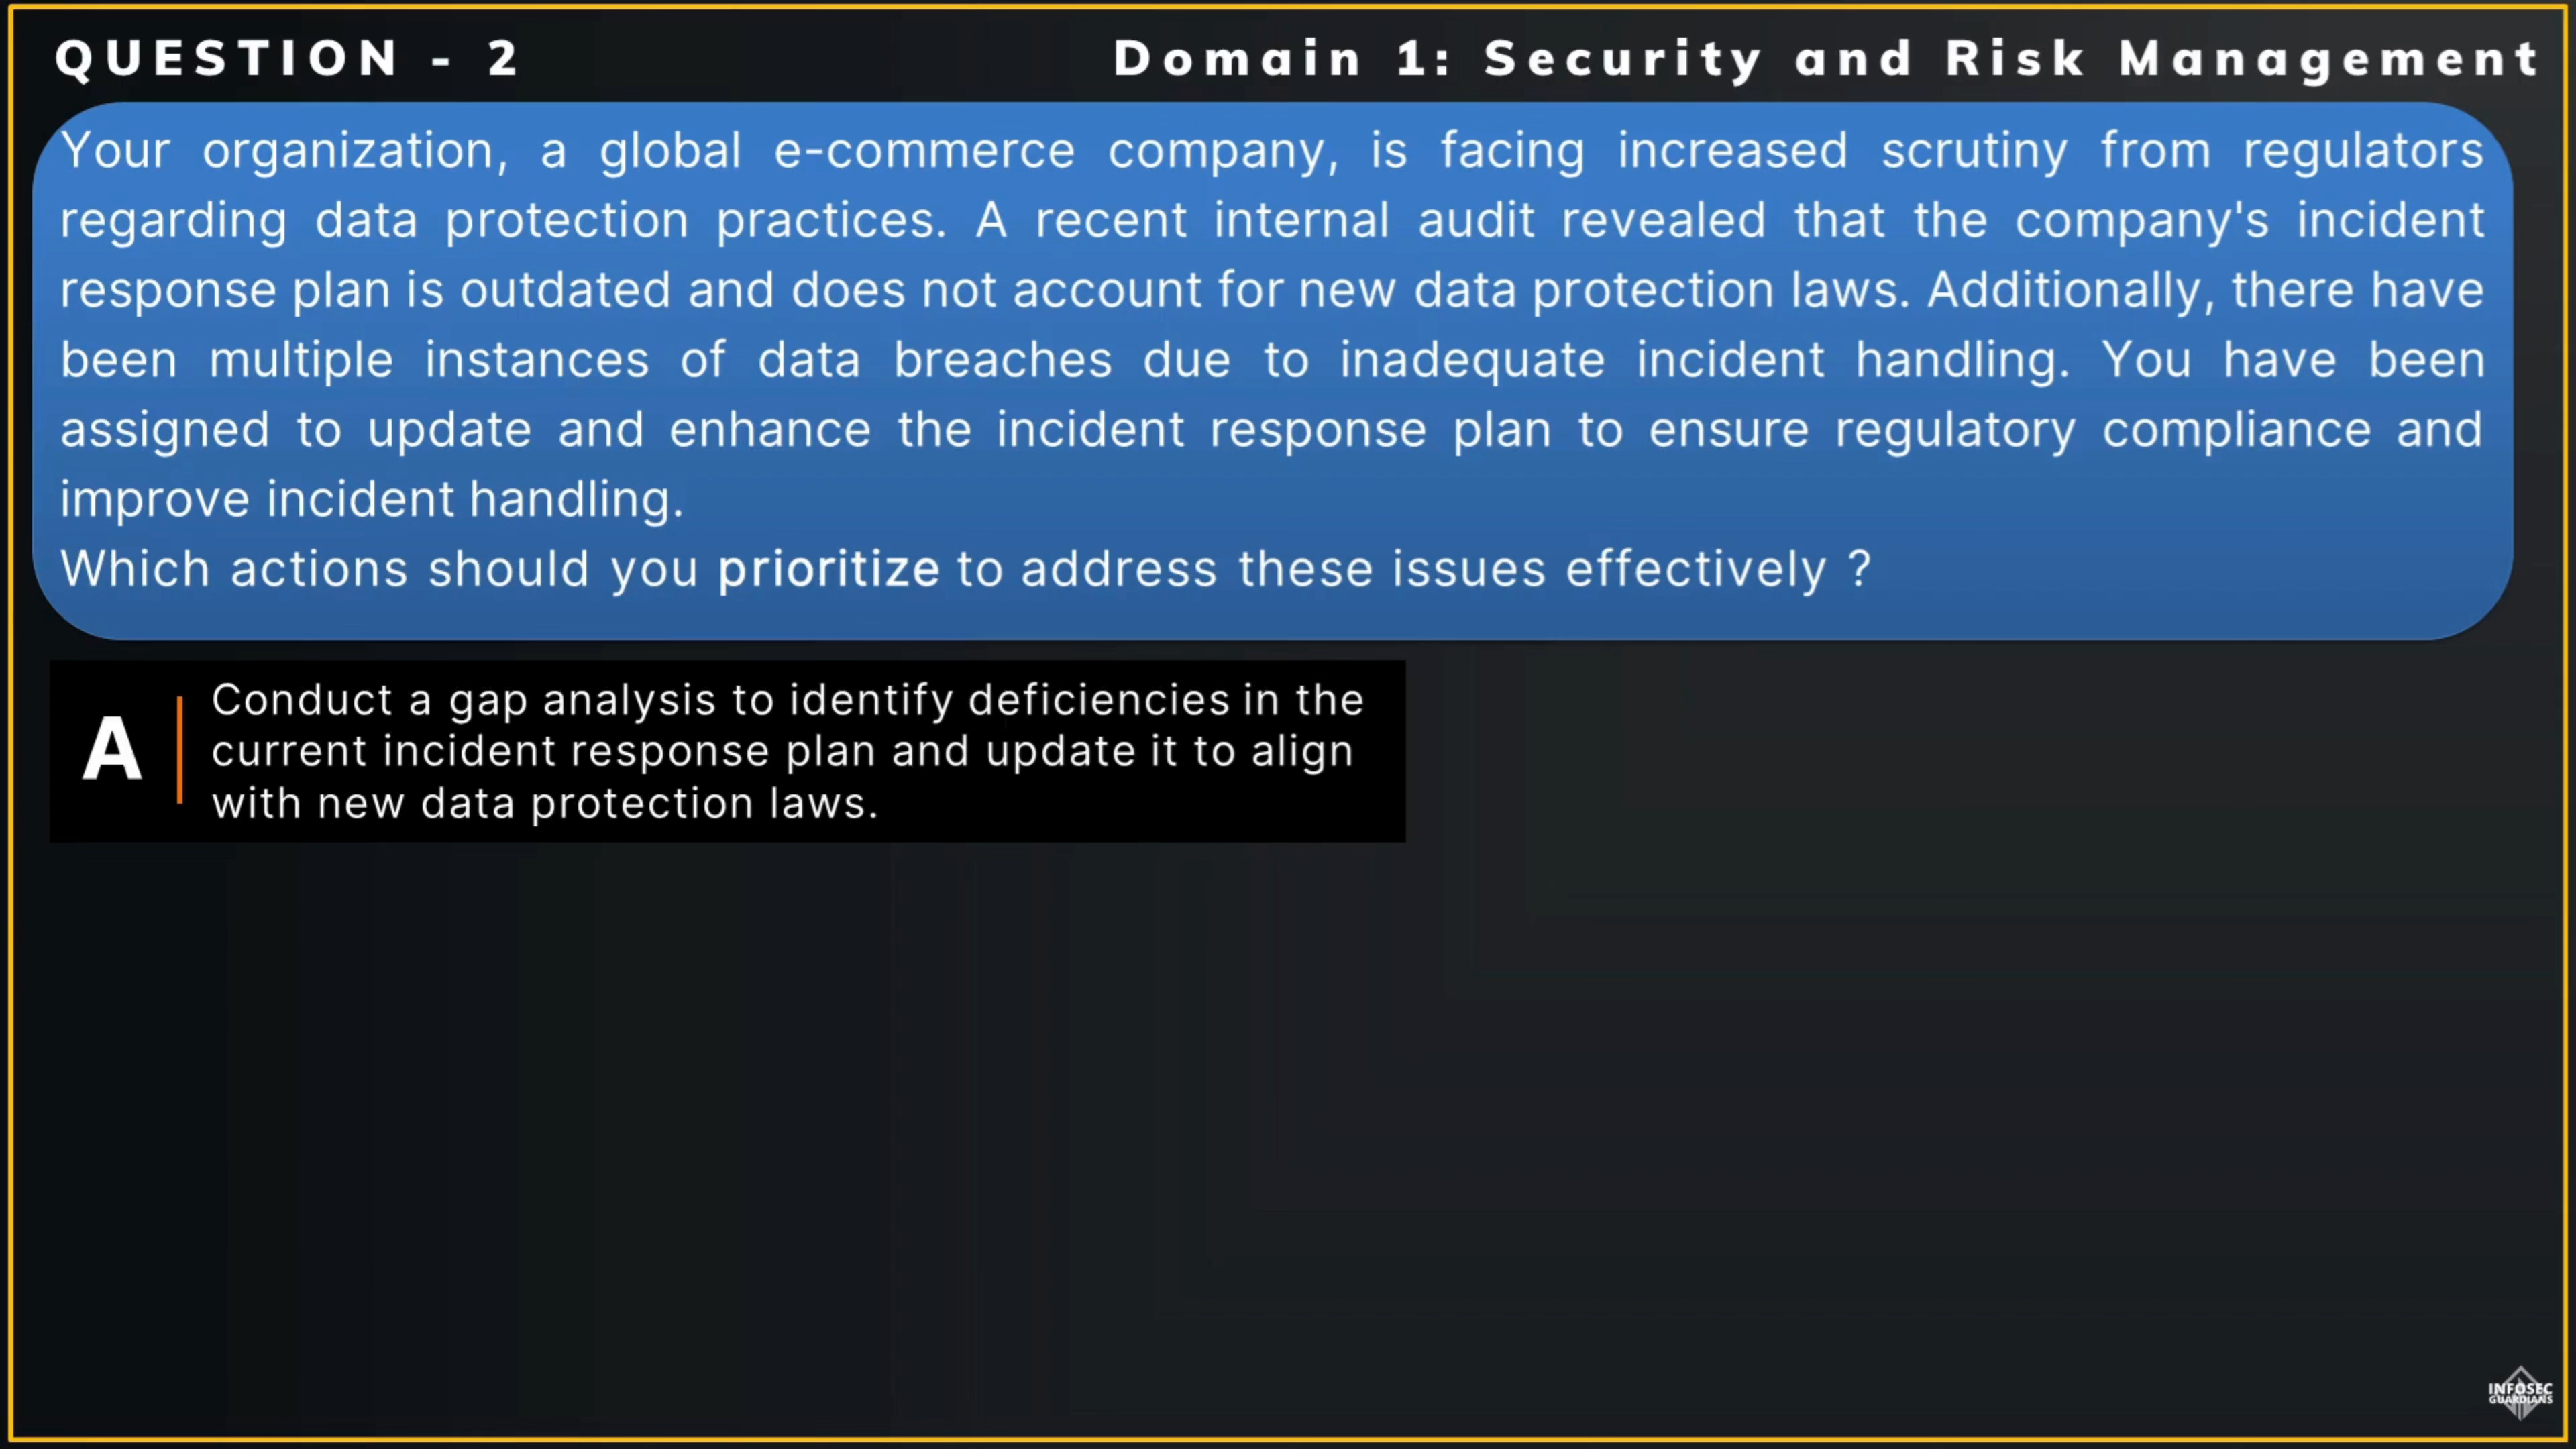 QUESTION - 2
Domain 1: Security and Risk Management
Your organization, a global e-commerce company, is facing increased scrutiny from regulators
regarding data protection practices. A recent internal audit revealed that the company's incident
response plan is outdated and does not account for new data protection laws. Additionally, there have
been multiple instances of data breaches due to inadequate incident handling. You have been
assigned to update and enhance the incident response plan to ensure regulatory compliance and
improve incident handling.
Which actions should you prioritize to address these issues effectively ?
A
Conduct a gap analysis to identify deficiencies in the
current incident response plan and update it to align
with new data protection laws.
INFOSEC
GUARDIANS